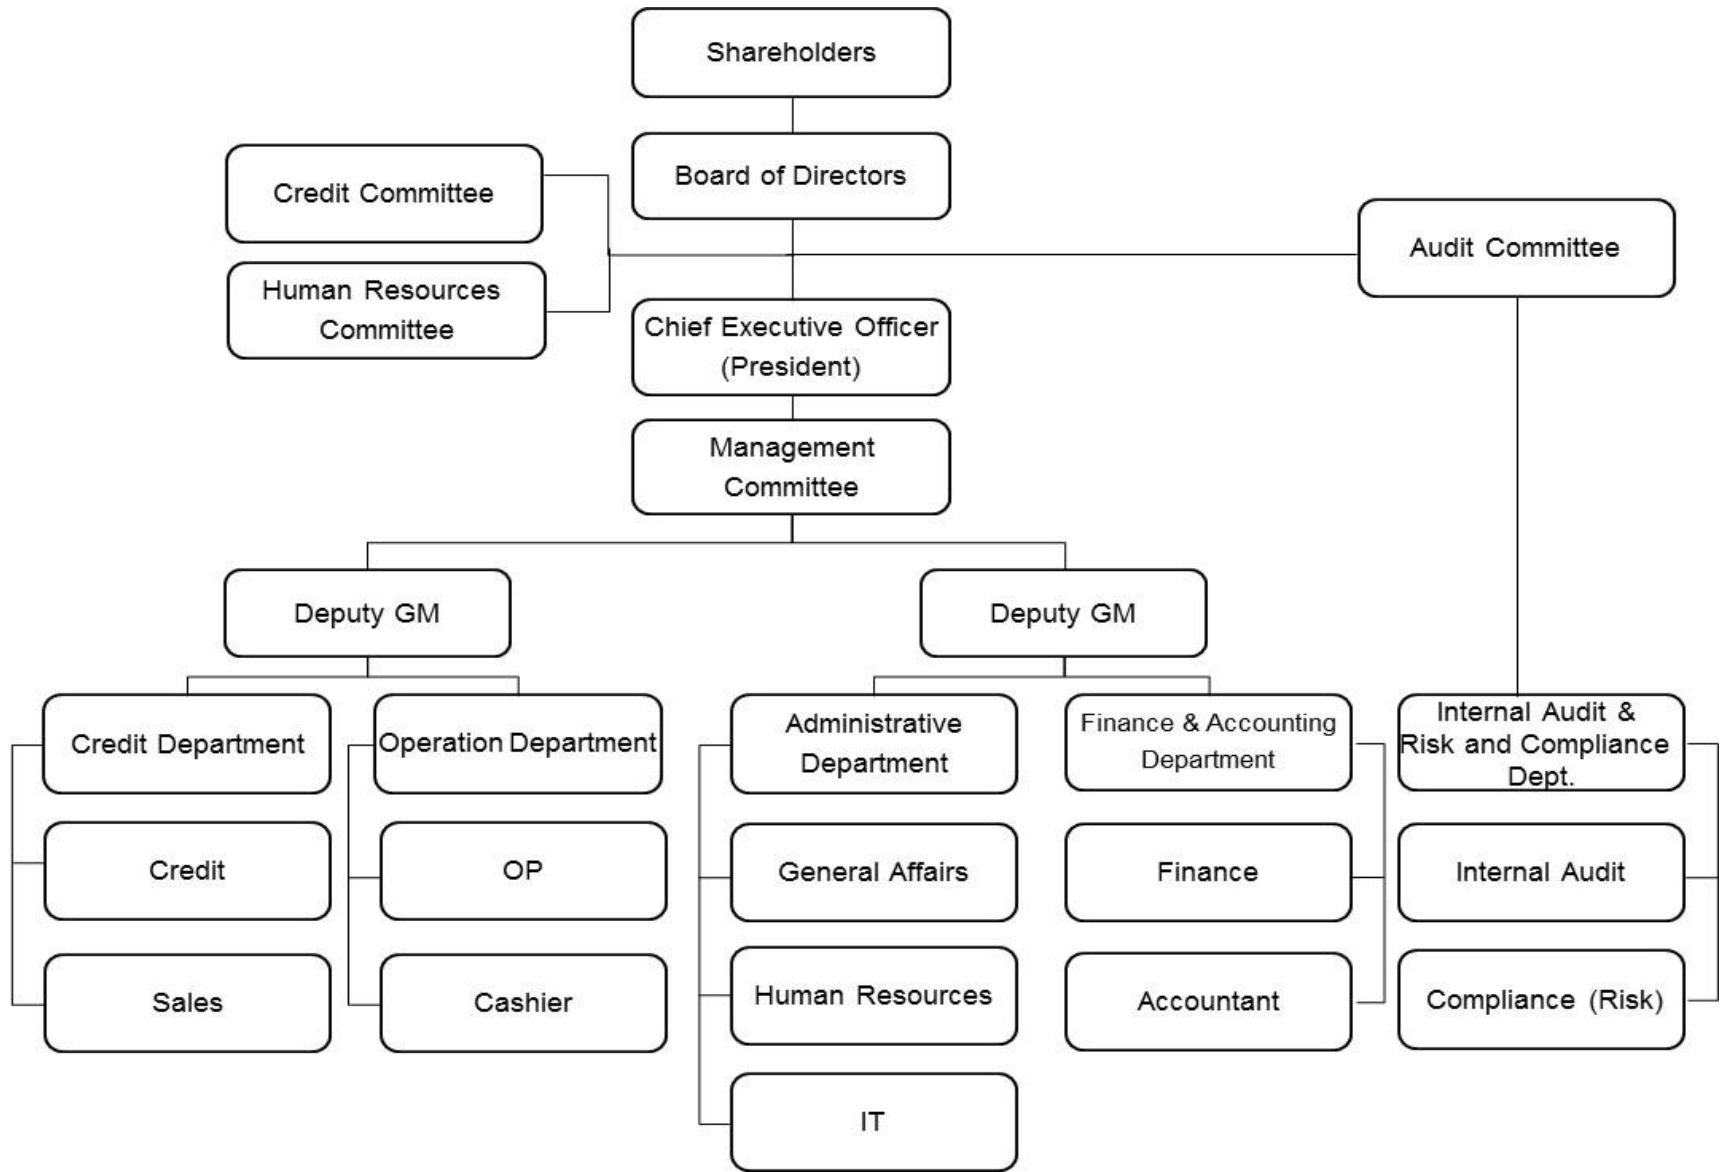 Shareholders
Board of Directors
Credit Committee
Audit Committee
Human Resources
Committee
Chief Executive Officer
(President)
Management
Committee
Deputy GM
Deputy GM
Credit Department
Operation Department
Administrative
Department
Finance & Accounting
Department
Internal Audit &
Risk and Compliance
Dept.
Credit
OP
General Affairs
Finance
Internal Audit
Sales
Cashier
Human Resources
Accountant
Compliance (Risk)
IT